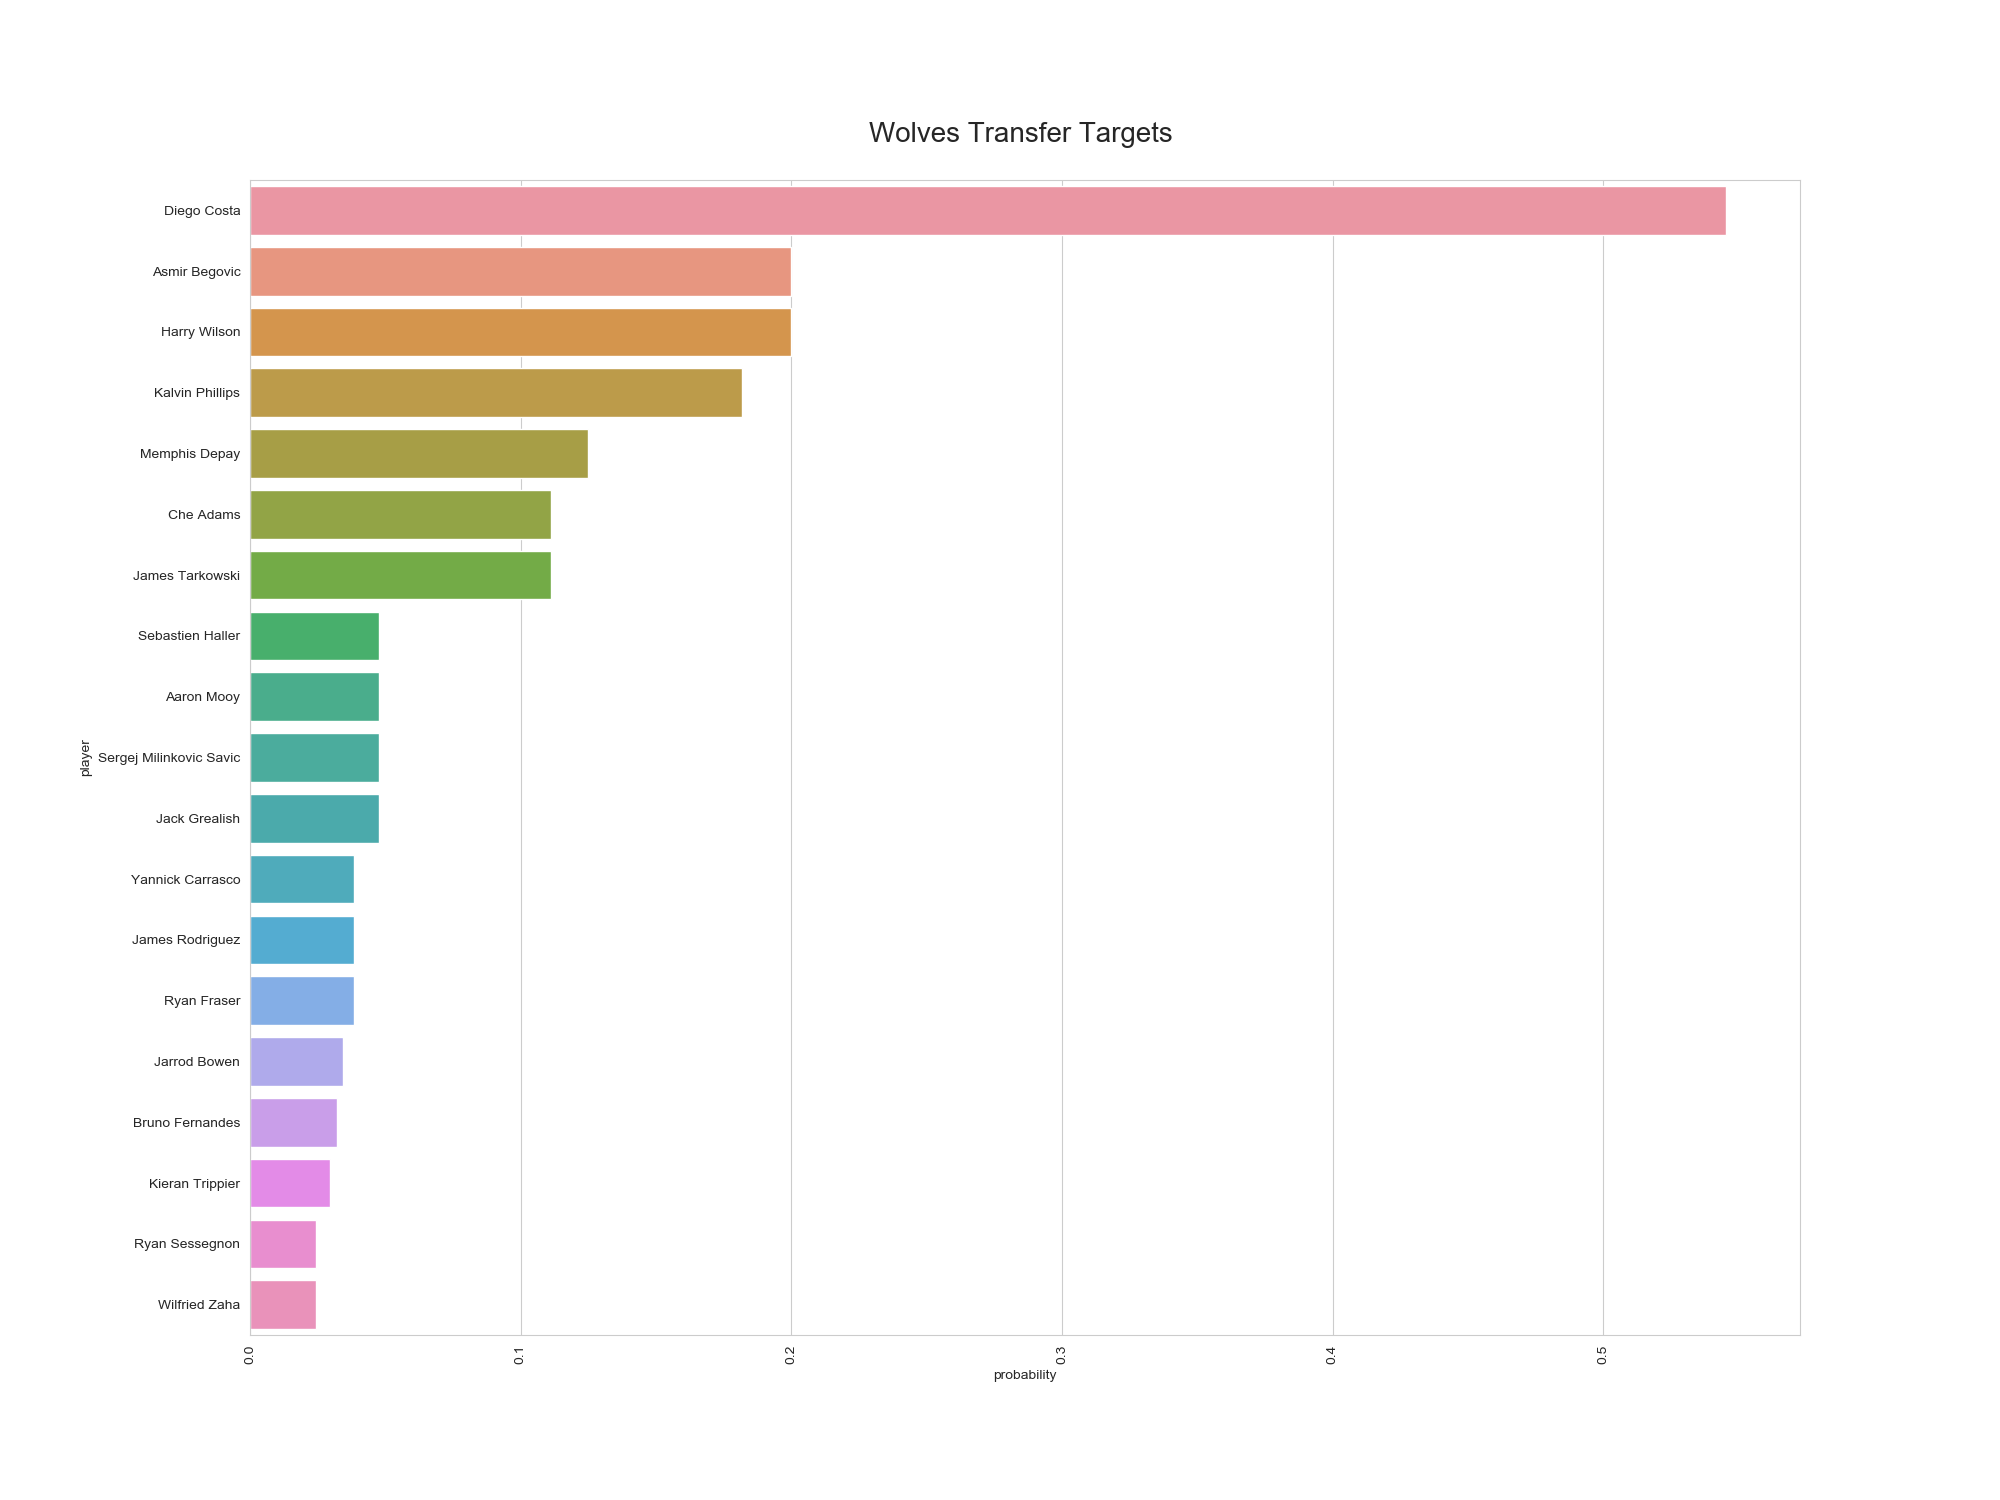 Wolves Transfer Targets
Diego Costa
Asmir Begovic
Harry Wilson
Kalvin Phillips
Memphis Depay
Che Adams
James Tarkowski
Sebastien Haller
Aaron Mooy
Sergej Milinkovic Savic
Jack Grealish
Yannick Carrasco
James Rodriguez
Ryan Fraser
Jarrod Bowen
Bruno Fernandes
Kieran Trippier
Ryan Sessegnon
Wilfried Zaha
player
0.0 0.1 0.2 0.3 0.4 0.5
probability